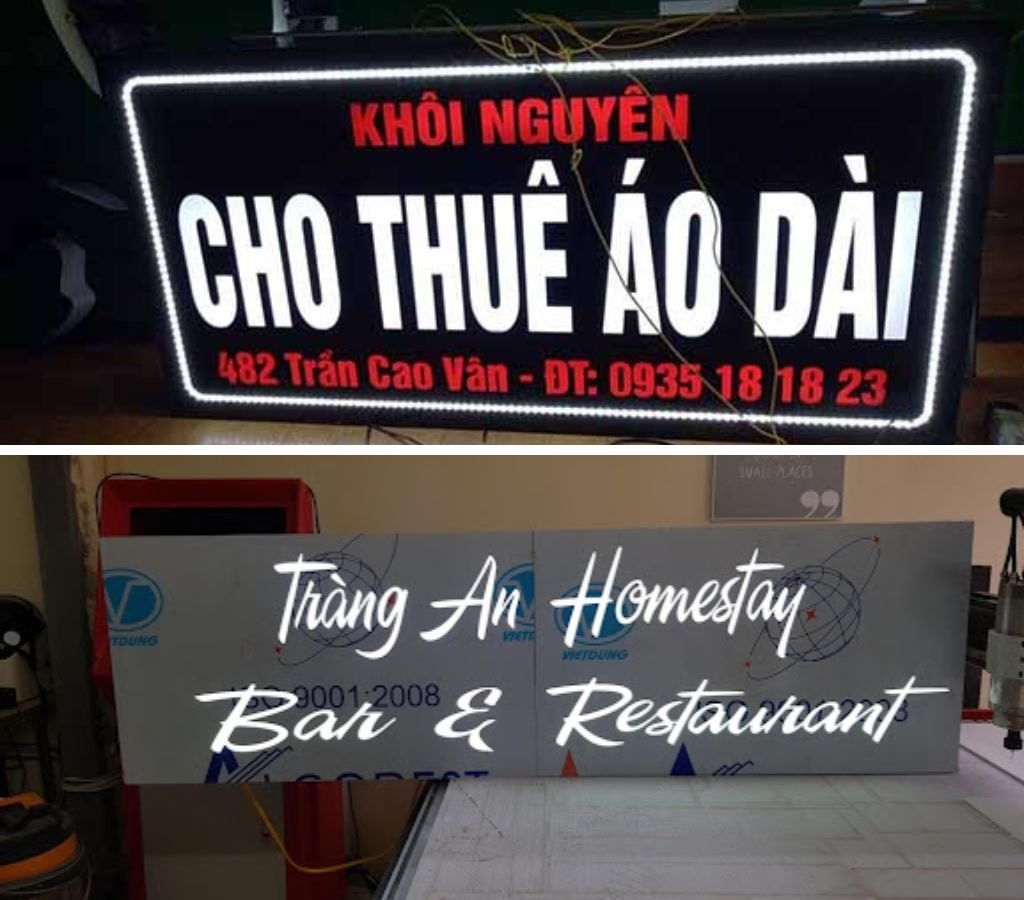 KHÔI NGUYÊN
CHO THUÊ ÁO DÀI
482 Trần Cao Vân - ĐT: 0935 18 18 23
SMALL PLACES
Tràng An Homestay
VIETDUNG
ISO 9001:2008
Bar & Restaurant